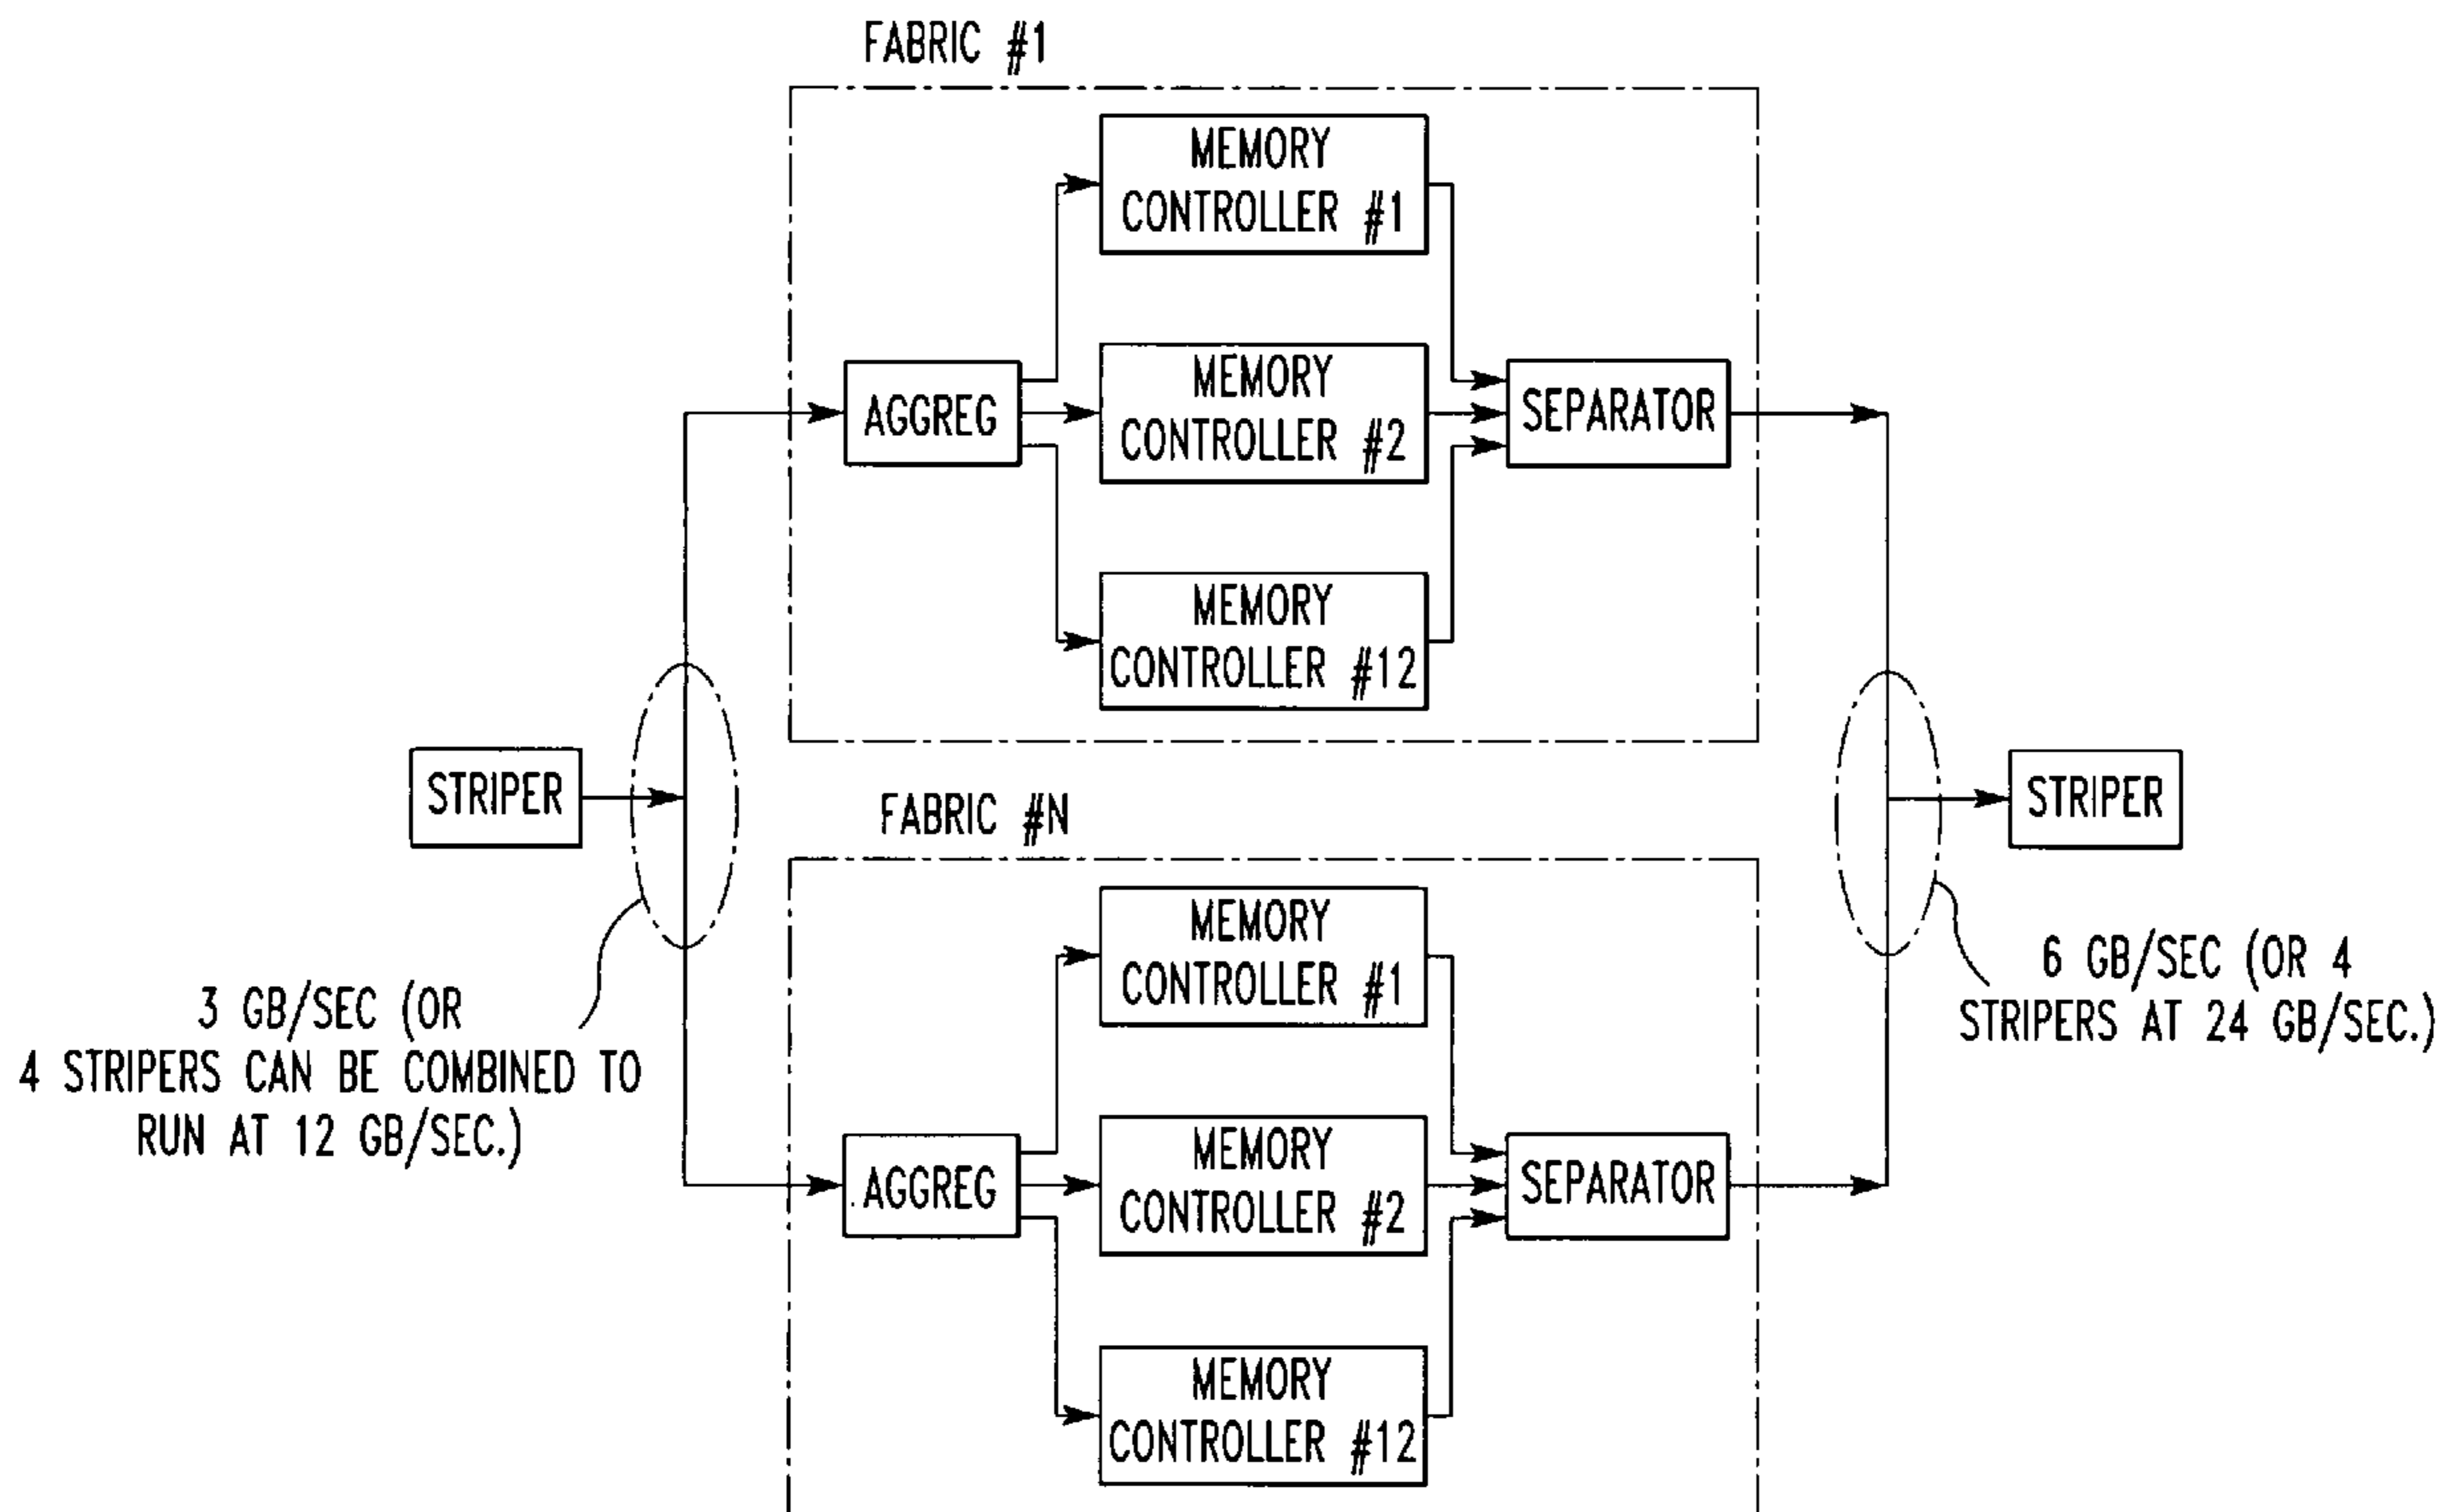 FABRIC #1
MEMORY
CONTROLLER #1
AGGREG
MEMORY
CONTROLLER #2
SEPARATOR
MEMORY
CONTROLLER #12
STRIPER
STRIPER
3 GB/SEC (OR
4 STRIPERS CAN BE COMBINED TO
RUN AT 12 GB/SEC.)
6 GB/SEC (OR 4
STRIPERS AT 24 GB/SEC.)
FABRIC #N
MEMORY
CONTROLLER #1
AGGREG
MEMORY
CONTROLLER #2
SEPARATOR
MEMORY
CONTROLLER #12